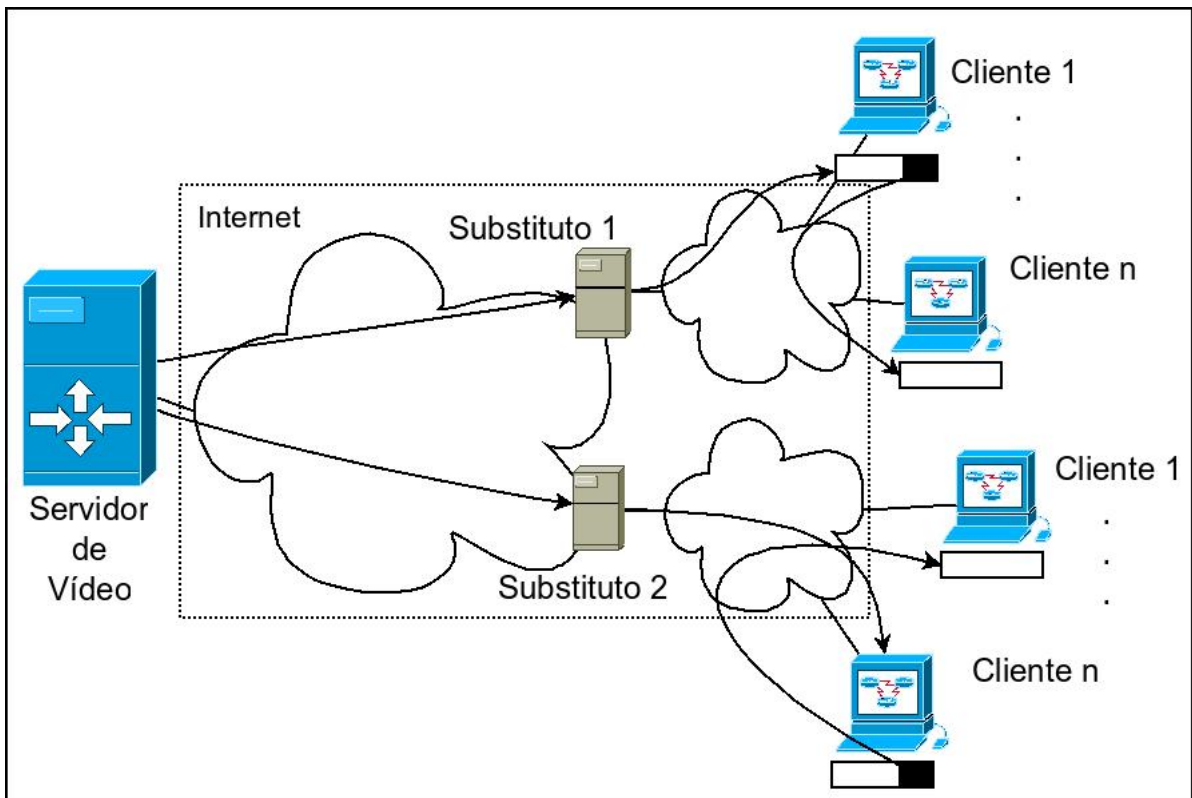 Cliente 1
.
.
.
Internet
Substituto 1
Cliente n
Servidor
de
Vídeo
Cliente 1
.
.
.
Substituto 2
Cliente n